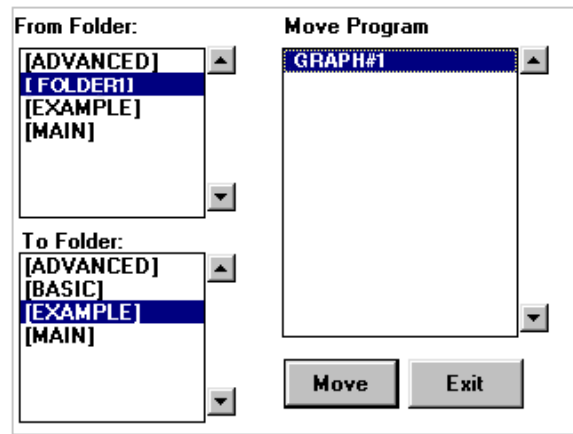 From Folder:
[ADVANCED]
[ FOLDER1]
[EXAMPLE]
[MAIN]
To Folder:
[ADVANCED]
[BASIC]
[EXAMPLE]
[MAIN]
Move Program
GRAPH#1
Move
Exit